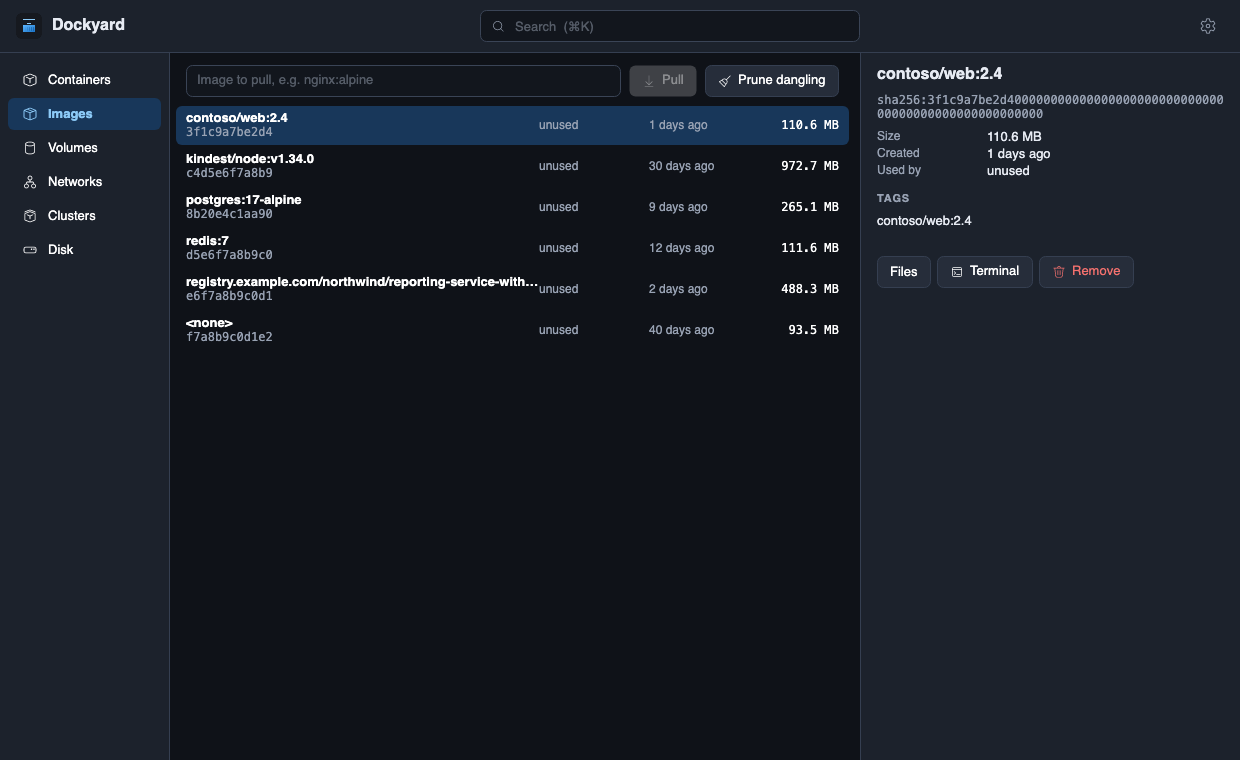 Dockyard
Search (⌘K)
Containers
Images
Volumes
Networks
Clusters
Disk
Image to pull, e.g. nginx:alpine
Pull
Prune dangling
contoso/web:2.4
3f1c9a7be2d4
unused
1 days ago
110.6 MB
kindest/node:v1.34.0
c4d5e6f7a8b9
unused
30 days ago
972.7 MB
postgres:17-alpine
8b20e4c1aa90
unused
9 days ago
265.1 MB
redis:7
d5e6f7a8b9c0
unused
12 days ago
111.6 MB
registry.example.com/northwind/reporting-service-with...
e6f7a8b9c0d1
unused
2 days ago
488.3 MB
<none>
f7a8b9c0d1e2
unused
40 days ago
93.5 MB
contoso/web:2.4
sha256:3f1c9a7be2d40000000000000000000000000000
00000000000000000000000
Size
110.6 MB
Created
1 days ago
Used by
unused
TAGS
contoso/web:2.4
Files
Terminal
Remove